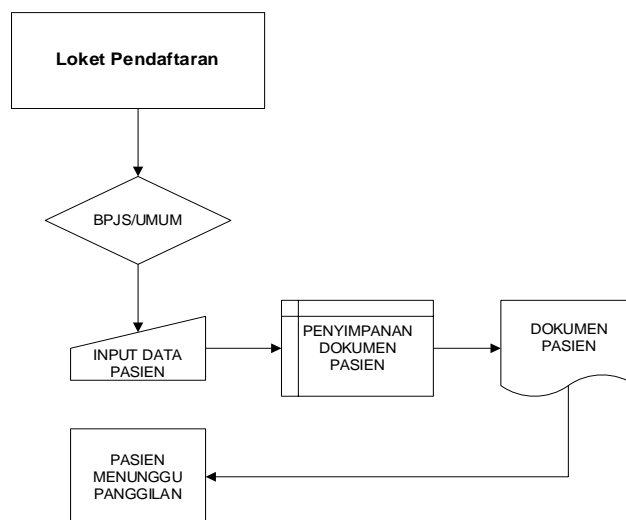 Loket Pendaftaran
BPJS/UMUM
INPUT DATA
PASIEN
PENYIMPANAN
DOKUMEN
PASIEN
DOKUMEN
PASIEN
PASIEN
MENUNGGU
PANGGILAN